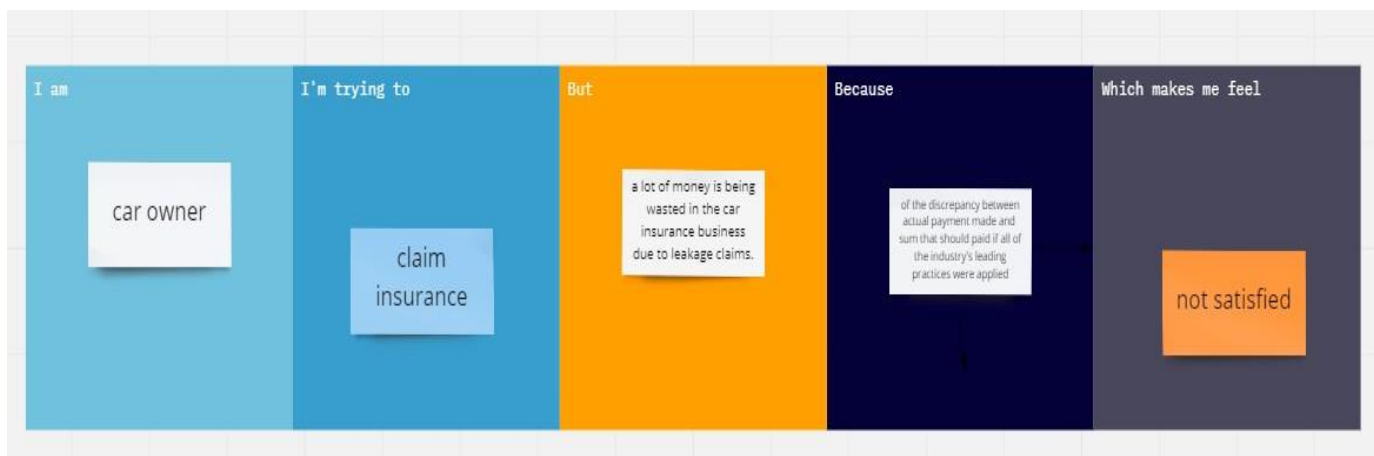 I am
car owner
I'm trying to
claim
insurance
But
a lot of money is being
wasted in the car
insurance business
due to leakage claims.
Because
of the discrepancy between
actual payment made and
sum that should paid if all of
the industry's leading
practices were applied
Which makes me feel
not satisfied